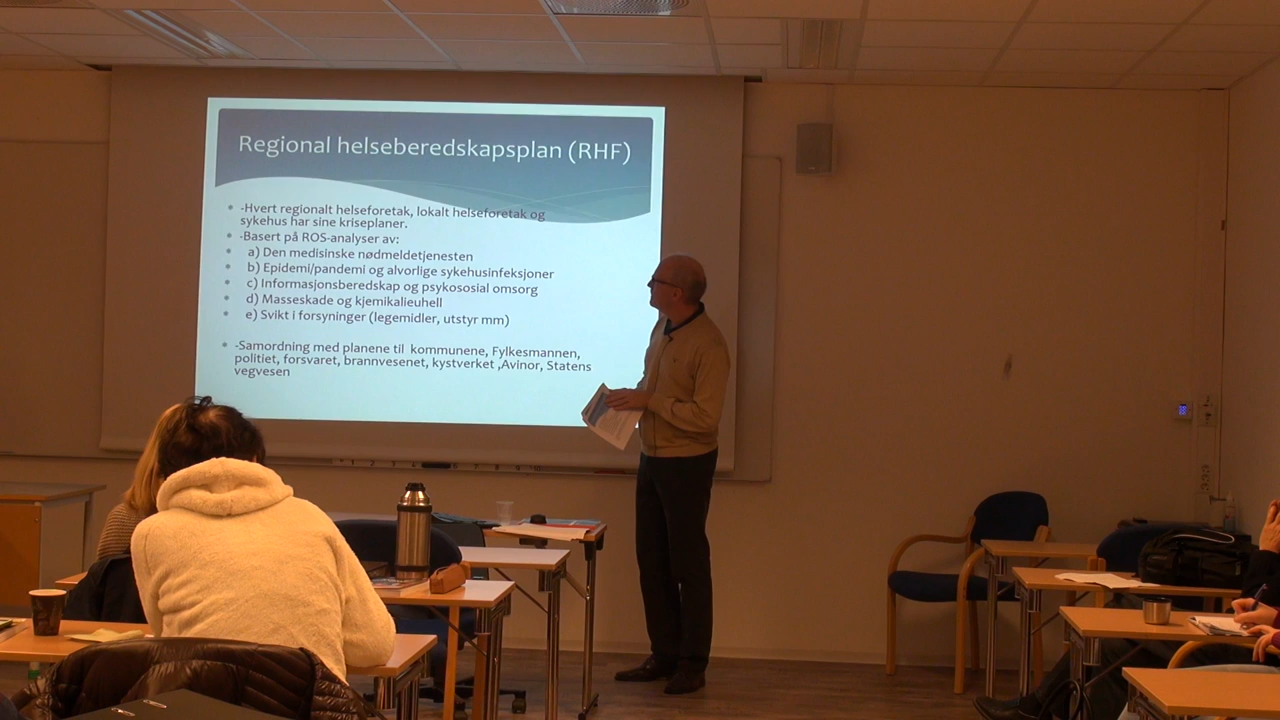 Regional helseberedskapsplan (RHF)
* -Hvert regionalt helseforetak, lokalt helseforetak og
sykehus har sine kriseplaner.
* -Basert på ROS-analyser av:
* a) Den medisinske nødmeldetjenesten
* b) Epidemi/pandemi og alvorlige sykehusinfeksjoner
* c) Informasjonsberedskap og psykososial omsorg
* d) Masseskade og kjemikalieuhell
* e) Svikt i forsyninger (legemidler, utstyr mm)
* -Samordning med planene til kommunene, Fylkesmannen,
politiet, forsvaret, brannvesenet, kystverket ,Avinor, Statens
vegvesen